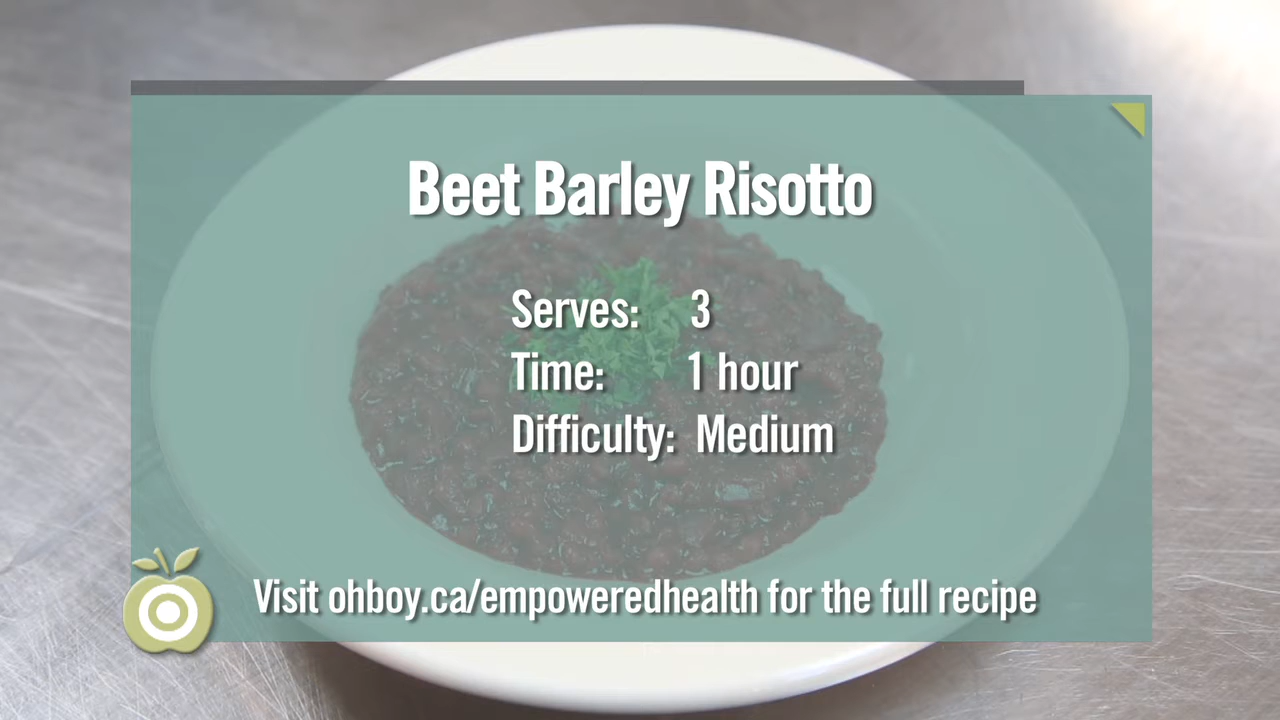 Beet Barley Risotto
Serves: 3
Time: 1 hour
Difficulty: Medium
Visit ohboy.ca/empoweredhealth for the full recipe